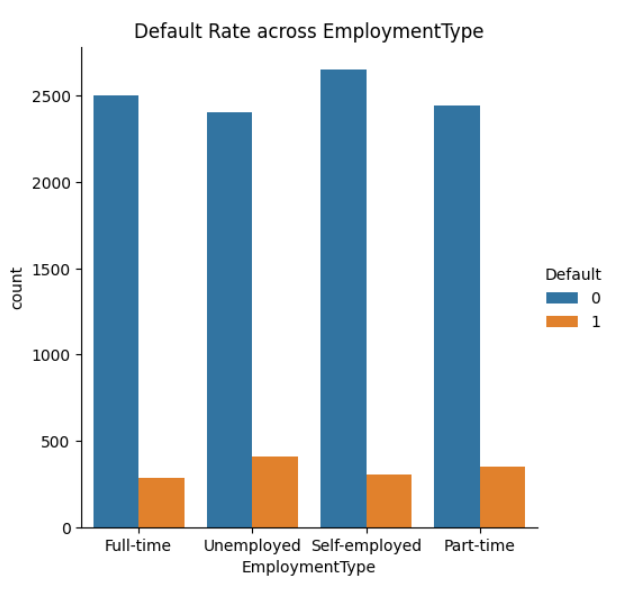 Default Rate across EmploymentType
2500
2000
1500
1000
500
0
count
Full-time Unemployed Self-employed Part-time
EmploymentType
Default
0
1